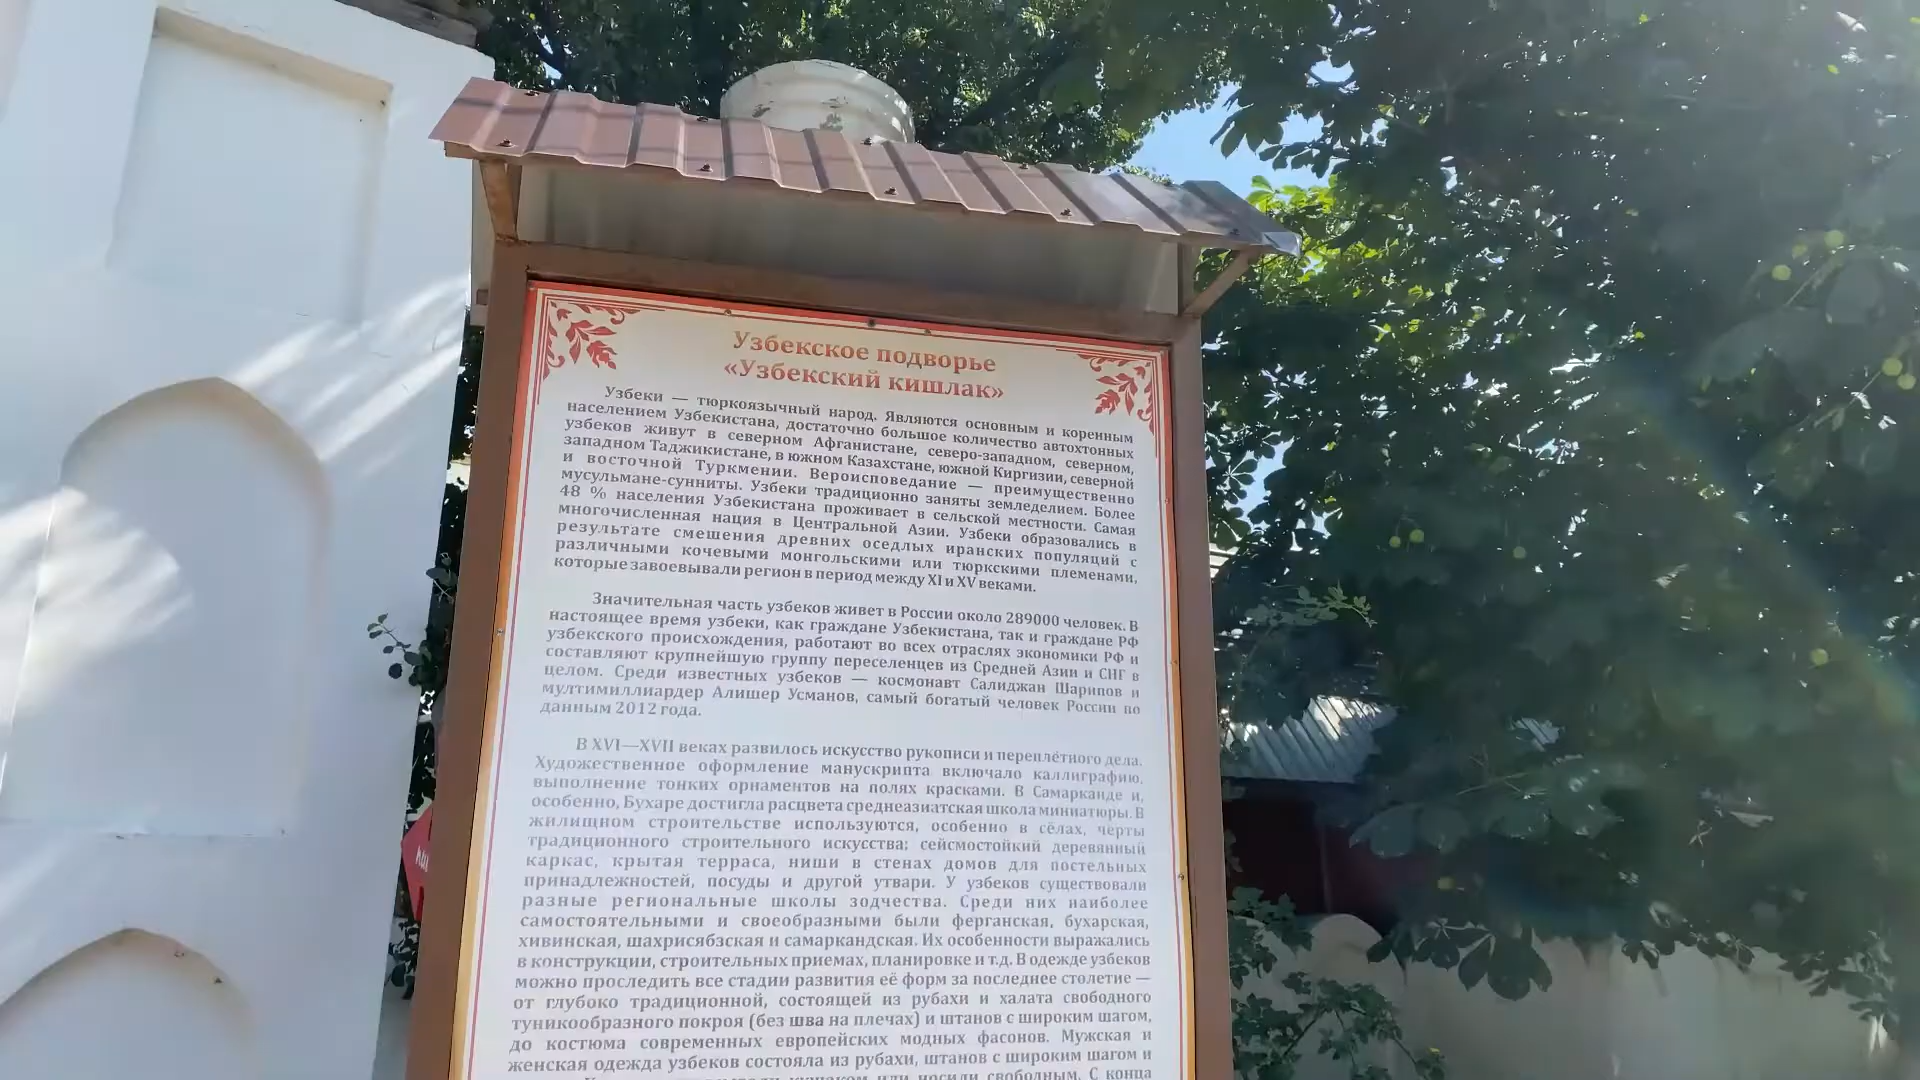 Узбекское подворье
«Узбекский кишлак»
Узбеки — тюркоязычный народ. Являются основным и коренным
населением Узбекистана, достаточно большое количество автохтонных
узбеков живут в северном Афганистане, северо-западном, северном,
западном Таджикистане, в южном Казахстане, южной Киргизии, северной
и восточной Туркмении. Вероисповедание — преимущественно
мусульмане-сунниты. Узбеки традиционно заняты земледелием. Более
48 % населения Узбекистана проживает в сельской местности. Самая
многочисленная нация в Центральной Азии. Узбеки образовались в
результате смешения древних оседлых иранских популяций с
различными кочевыми монгольскими или тюркскими племенами,
которые завоевывали регион в период между XI и XV веками.
Значительная часть узбеков живет в России около 289000 человек. В
настоящее время узбеки, как граждане Узбекистана, так и граждане РФ
узбекского происхождения, работают во всех отраслях экономики РФ и
составляют крупнейшую группу переселенцев из Средней Азии и СНГ в
целом. Среди известных узбеков — космонавт Салиджан Шарипов и
мултимиллиардер Алишер Усманов, самый богатый человек России по
данным 2012 года.
В XVI—XVII веках развилось искусство рукописи и переплётного дела.
Художественное оформление манускрипта включало каллиграфию,
выполнение тонких орнаментов на полях красками. В Самарканде и,
особенно, Бухаре достигла расцвета среднеазиатская школа миниатюры. В
жилищном строительстве используются, особенно в сёлах, черты
традиционного строительного искусства: сейсмостойкий деревянный
каркас, крытая терраса, ниши в стенах домов для постельных
принадлежностей, посуды и другой утвари. У узбеков существовали
разные региональные школы зодчества. Среди них наиболее
самостоятельными и своеобразными были ферганская, бухарская,
хивинская, шахрисябзская и самаркандская. Их особенности выражались
в конструкции, строительных приемах, планировке и т.д. В одежде узбеков
можно проследить все стадии развития её форм за последнее столетие —
от глубоко традиционной, состоящей из рубахи и халата свободного
туникообразного покроя (без шва на плечах) и штанов с широким шагом,
до костюма современных европейских модных фасонов. Мужская и
женская одежда узбеков состояла из рубахи, штанов с широким шагом и
или носили свободным. С конца